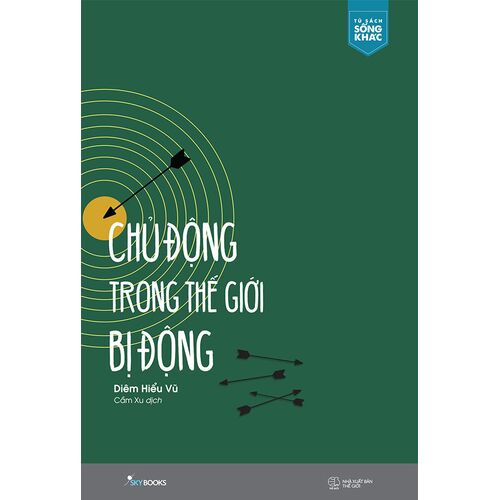 TỦ SÁCH
SỐNG
KHÁC
CHỦ ĐỘNG
TRONG THẾ GIỚI
BỊ ĐỘNG
Diêm Hiểu Vũ
Cẩm Xu dịch
SKYBOOKS
NHÀ XUẤT BẢN
THẾ GIỚI